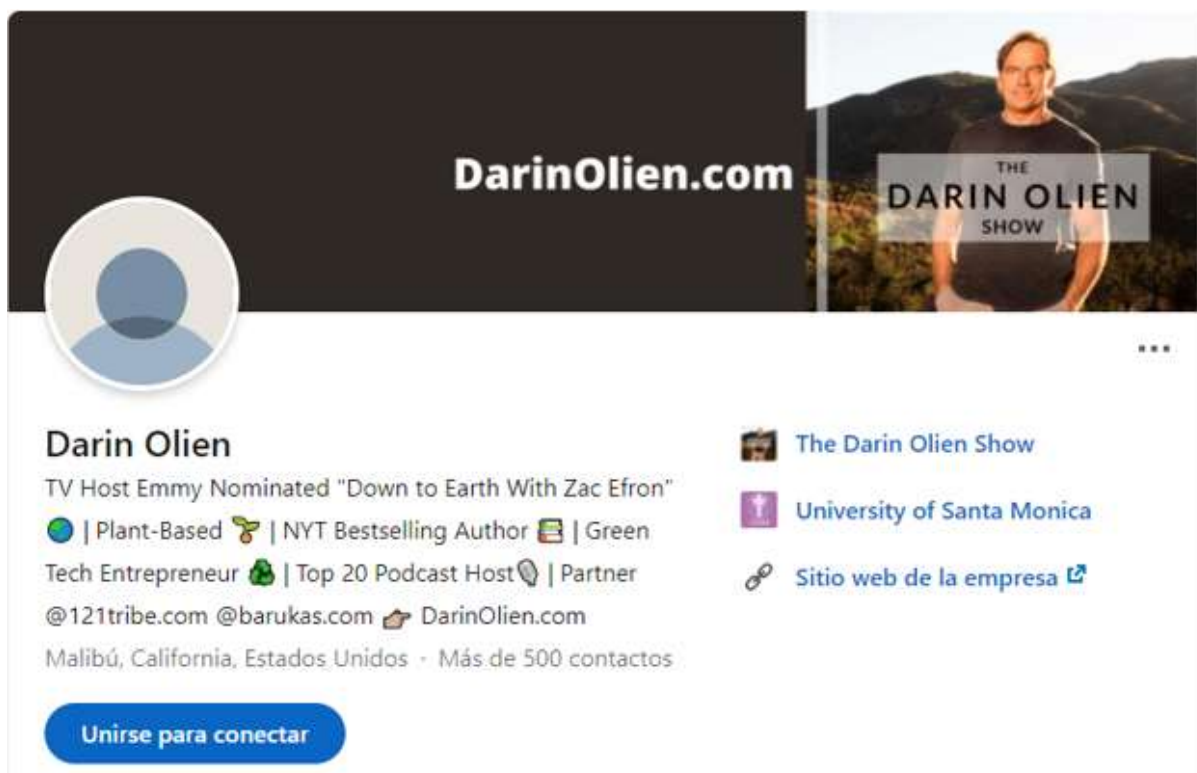 DarinOlien.com
THE
DARIN OLIEN
SHOW
Darin Olien
TV Host Emmy Nominated "Down to Earth With Zac Efron"
🌎 | Plant-Based 🌱 | NYT Bestselling Author 📚 | Green
Tech Entrepreneur ♻ | Top 20 Podcast Host🎙 | Partner
@121tribe.com @barukas.com 👉 DarinOlien.com
Malibú, California, Estados Unidos · Más de 500 contactos
Unirse para conectar
The Darin Olien Show
University of Santa Monica
Sitio web de la empresa